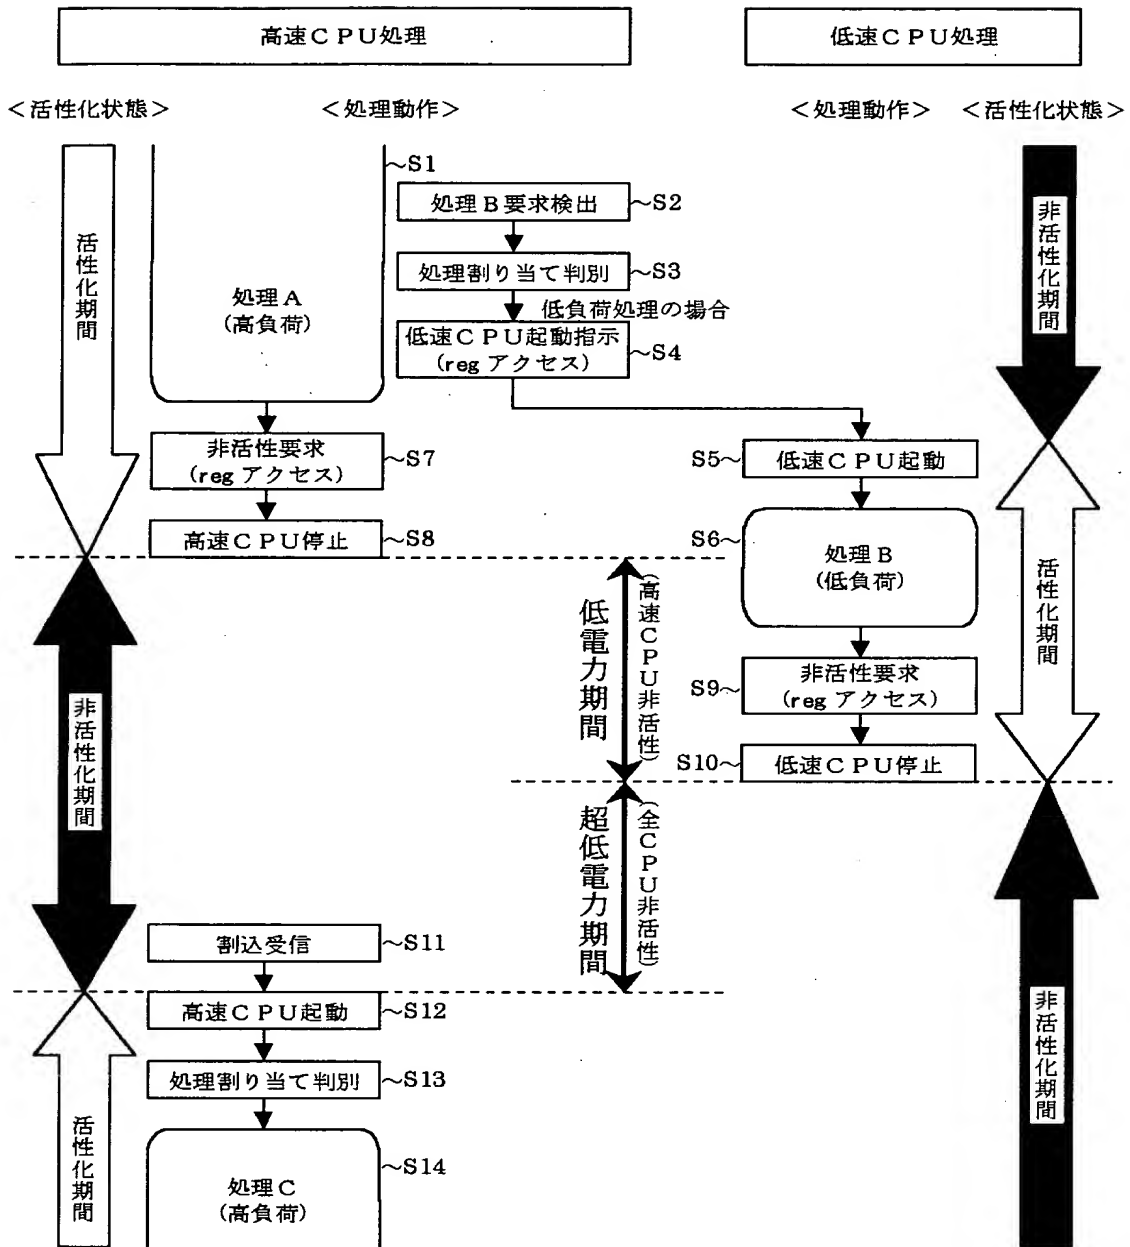 高速CPU処理
低速CPU処理
<活性化状態>
<処理動作>
<処理動作>
<活性化状態>
~S1
処理B要求検出
~S2
処理割り当て判別
~S3
低負荷処理の場合
低速CPU起動指示
(reg アクセス)
~S4
処理A
(高負荷)
活性化期間
非活性化期間
非活性要求
(reg アクセス)
~S7
S5~
低速CPU起動
高速CPU停止
~S8
S6~
処理B
(低負荷)
活性化期間
低電力期間
(高速CPU非活性)
S9~
非活性要求
(reg アクセス)
S10~
低速CPU停止
非活性化期間
超低電力期間
(全CPU非活性)
割込受信
~S11
高速CPU起動
~S12
処理割り当て判別
~S13
非活性化期間
活性化期間
処理C
(高負荷)
~S14